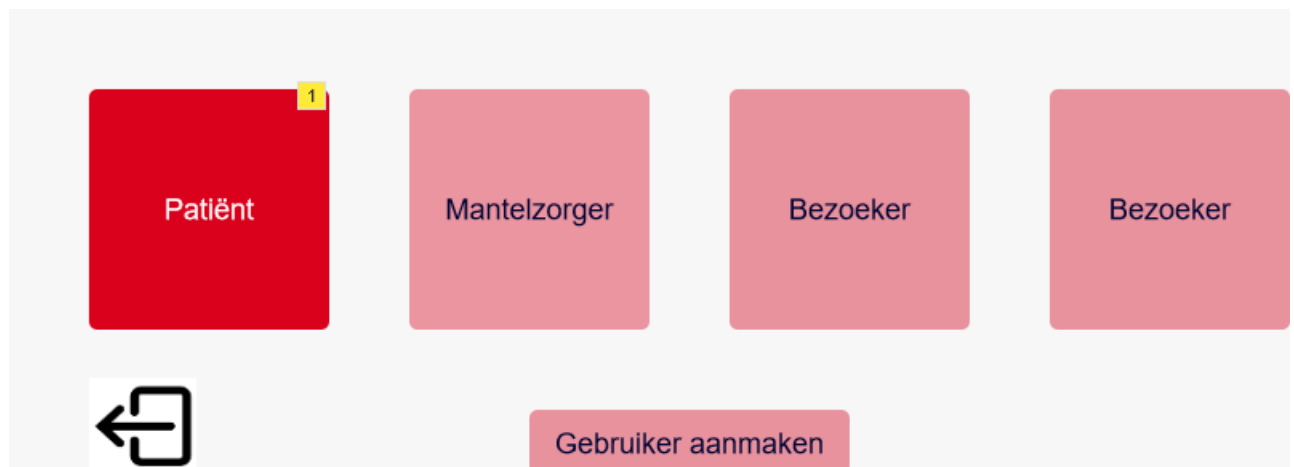 1
Patiënt
Mantelzorger
Bezoeker
Bezoeker
Gebruiker aanmaken